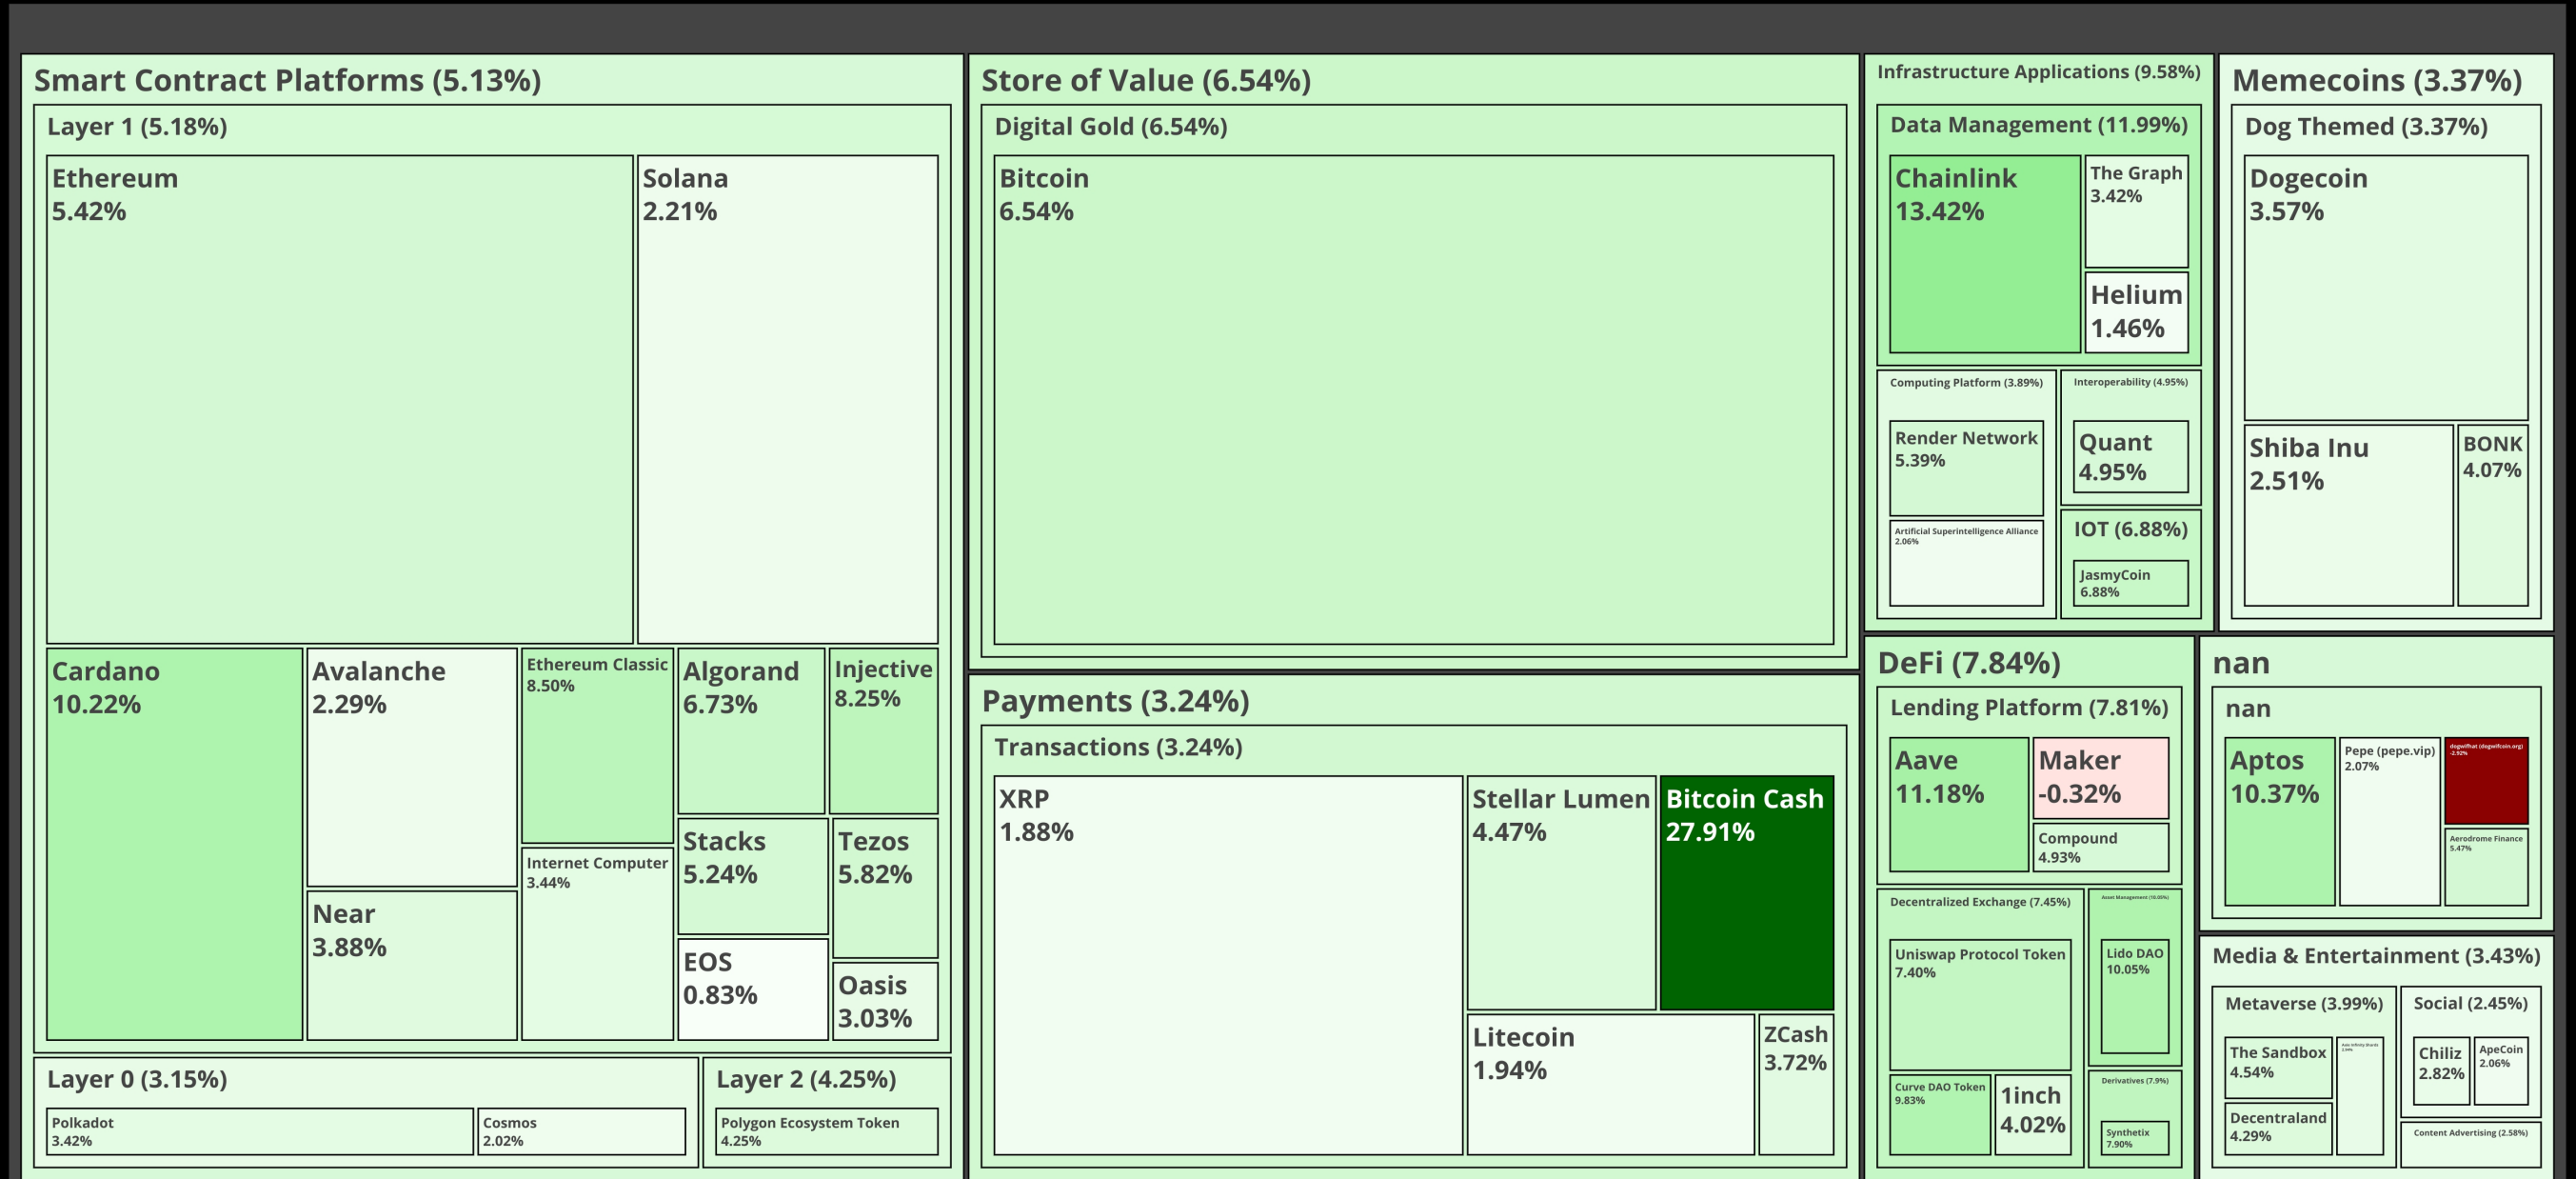 Smart Contract Platforms (5.13%)
Layer 1 (5.18%)
Ethereum
5.42%
Solana
2.21%
Cardano
10.22%
Avalanche
2.29%
Near
3.88%
Ethereum Classic
8.50%
Internet Computer
3.44%
Algorand
6.73%
Injective
8.25%
Stacks
5.24%
Tezos
5.82%
EOS
0.83%
Oasis
3.03%
Layer 0 (3.15%)
Polkadot
3.42%
Cosmos
2.02%
Layer 2 (4.25%)
Polygon Ecosystem Token
4.25%
Store of Value (6.54%)
Digital Gold (6.54%)
Bitcoin
6.54%
Payments (3.24%)
Transactions (3.24%)
XRP
1.88%
Stellar Lumen
4.47%
Bitcoin Cash
27.91%
Litecoin
1.94%
ZCash
3.72%
Infrastructure Applications (9.58%)
Data Management (11.99%)
Chainlink
13.42%
The Graph
3.42%
Helium
1.46%
Computing Platform (3.89%)
Render Network
5.39%
Artificial Superintelligence Alliance
2.06%
Interoperability (4.95%)
Quant
4.95%
IOT (6.88%)
JasmyCoin
6.88%
Memecoins (3.37%)
Dog Themed (3.37%)
Dogecoin
3.57%
Shiba Inu
2.51%
BONK
4.07%
DeFi (7.84%)
Lending Platform (7.81%)
Aave
11.18%
Maker
-0.32%
Compound
4.93%
Decentralized Exchange (7.45%)
Uniswap Protocol Token
7.40%
Curve DAO Token
9.83%
1inch
4.02%
Asset Management (10.05%)
Lido DAO
10.05%
Derivatives (7.9%)
Synthetix
7.90%
nan
nan
Aptos
10.37%
Pepe (pepe.vip)
2.07%
dogwifhat (dogwifcoin.org)
-2.92%
Aerodrome Finance
5.47%
Media & Entertainment (3.43%)
Metaverse (3.99%)
The Sandbox
4.54%
Decentraland
4.29%
Axie Infinity Shards
Social (2.45%)
Chiliz
2.82%
ApeCoin
2.06%
Content Advertising (2.58%)